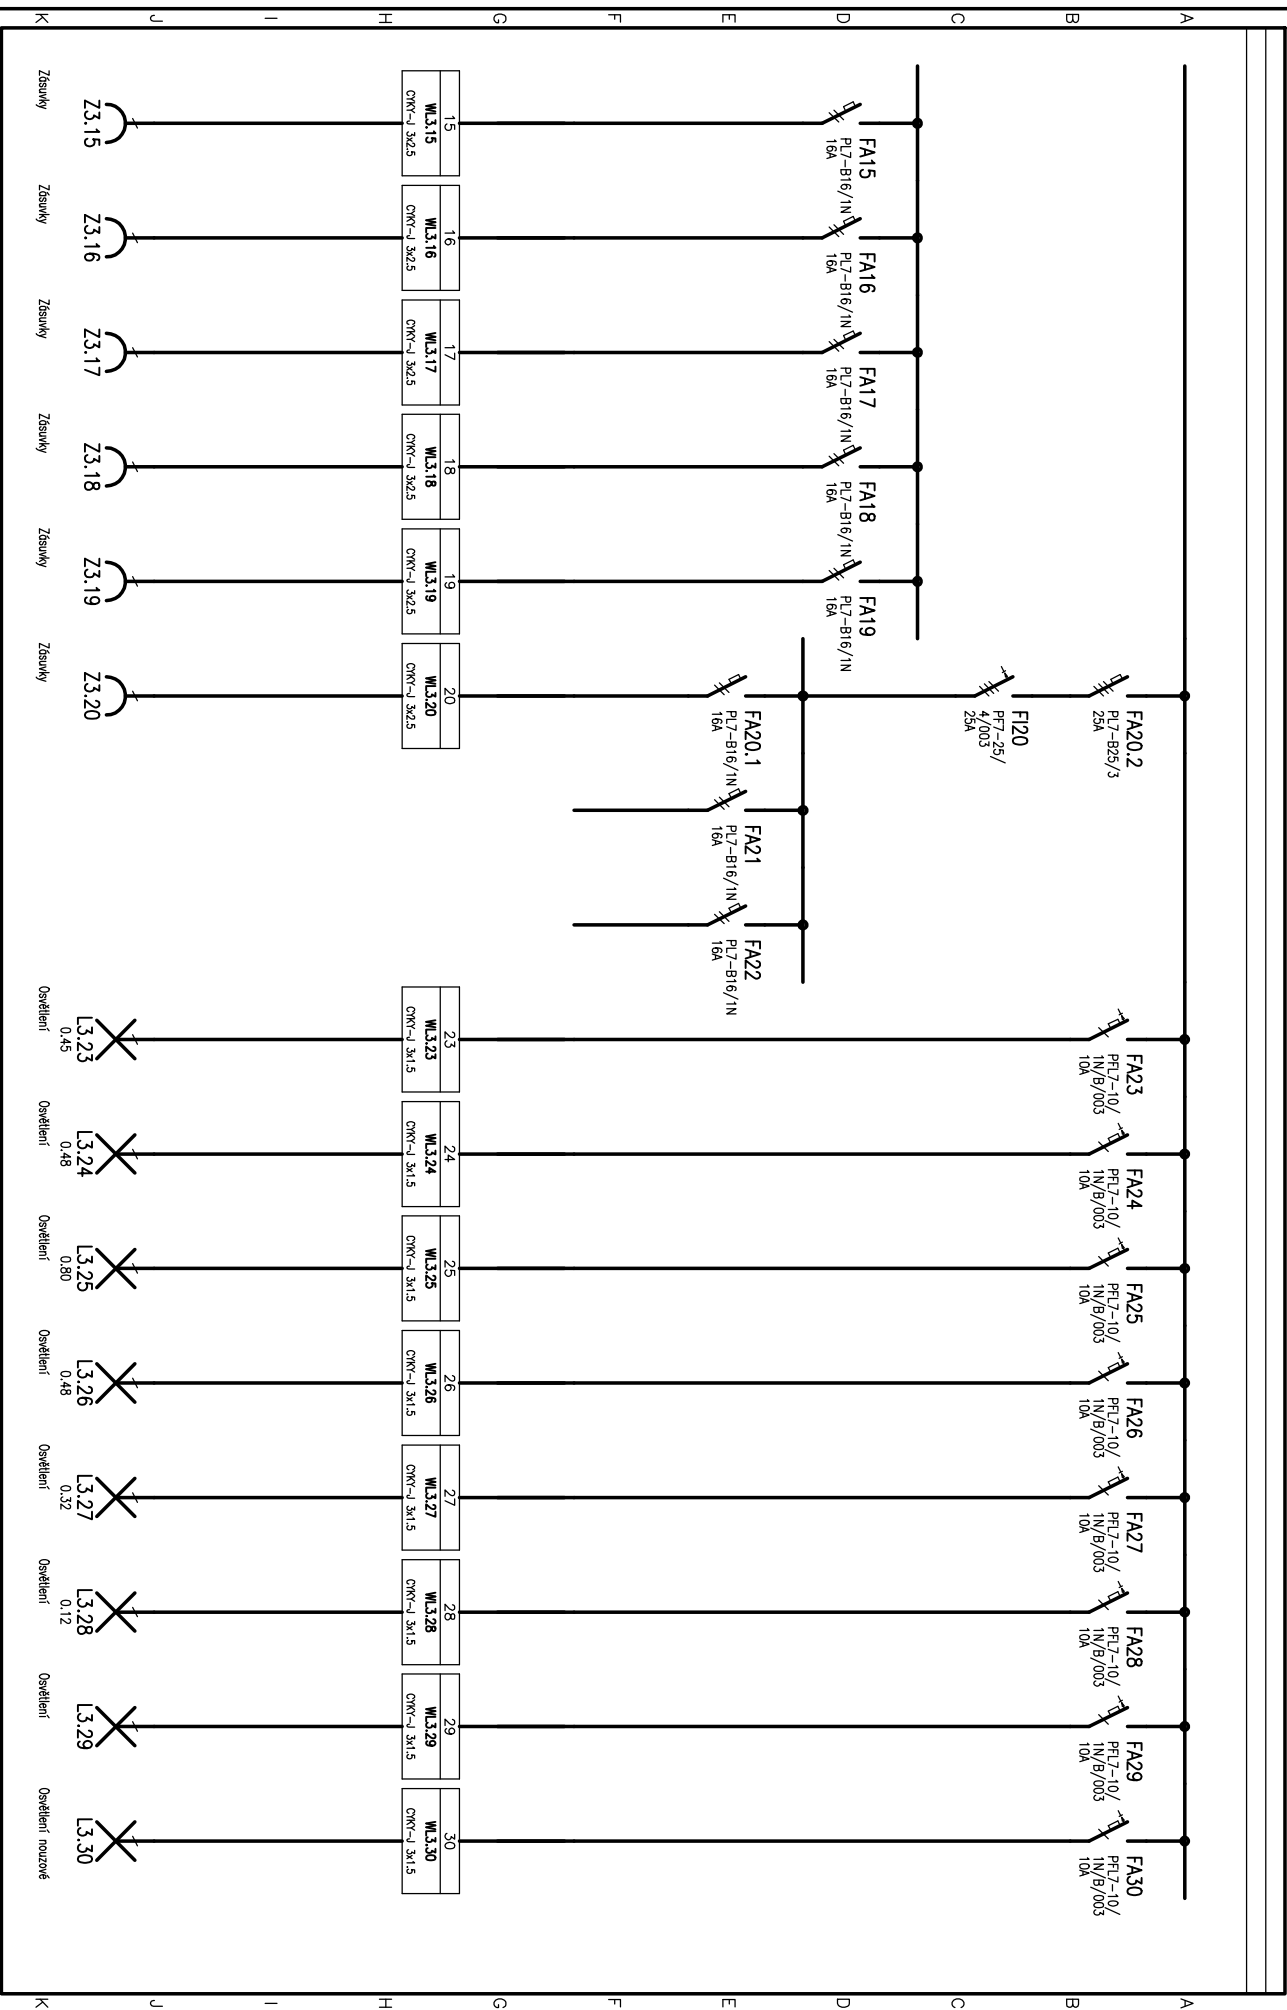 A
B
C
D
E
F
G
H
I
J
K
FA15
PL7-B16/1N
16A
FA16
PL7-B16/1N
16A
FA17
PL7-B16/1N
16A
FA18
PL7-B16/1N
16A
FA19
PL7-B16/1N
16A
FA20.2
PL7-B25/3
25A
FI20
PF7-25/
4/003
25A
FA20.1
PL7-B16/1N
16A
FA21
PL7-B16/1N
16A
FA22
PL7-B16/1N
16A
FA23
PFL7-10/
1N/B/003
10A
FA24
PFL7-10/
1N/B/003
10A
FA25
PFL7-10/
1N/B/003
10A
FA26
PFL7-10/
1N/B/003
10A
FA27
PFL7-10/
1N/B/003
10A
FA28
PFL7-10/
1N/B/003
10A
FA29
PFL7-10/
1N/B/003
10A
FA30
PFL7-10/
1N/B/003
10A
15
WL3.15
CYKY-J 3x2.5
16
WL3.16
CYKY-J 3x2.5
17
WL3.17
CYKY-J 3x2.5
18
WL3.18
CYKY-J 3x2.5
19
WL3.19
CYKY-J 3x2.5
20
WL3.20
CYKY-J 3x2.5
23
WL3.23
CYKY-J 3x1.5
24
WL3.24
CYKY-J 3x1.5
25
WL3.25
CYKY-J 3x1.5
26
WL3.26
CYKY-J 3x1.5
27
WL3.27
CYKY-J 3x1.5
28
WL3.28
CYKY-J 3x1.5
29
WL3.29
CYKY-J 3x1.5
30
WL3.30
CYKY-J 3x1.5
Z3.15
Zásuvky
Z3.16
Zásuvky
Z3.17
Zásuvky
Z3.18
Zásuvky
Z3.19
Zásuvky
Z3.20
Zásuvky
L3.23
0.45
Osvětlení
L3.24
0.48
Osvětlení
L3.25
0.80
Osvětlení
L3.26
0.48
Osvětlení
L3.27
0.32
Osvětlení
L3.28
0.12
Osvětlení
L3.29
Osvětlení
L3.30
Osvětlení nouzové
A
B
C
D
E
F
G
H
I
J
K